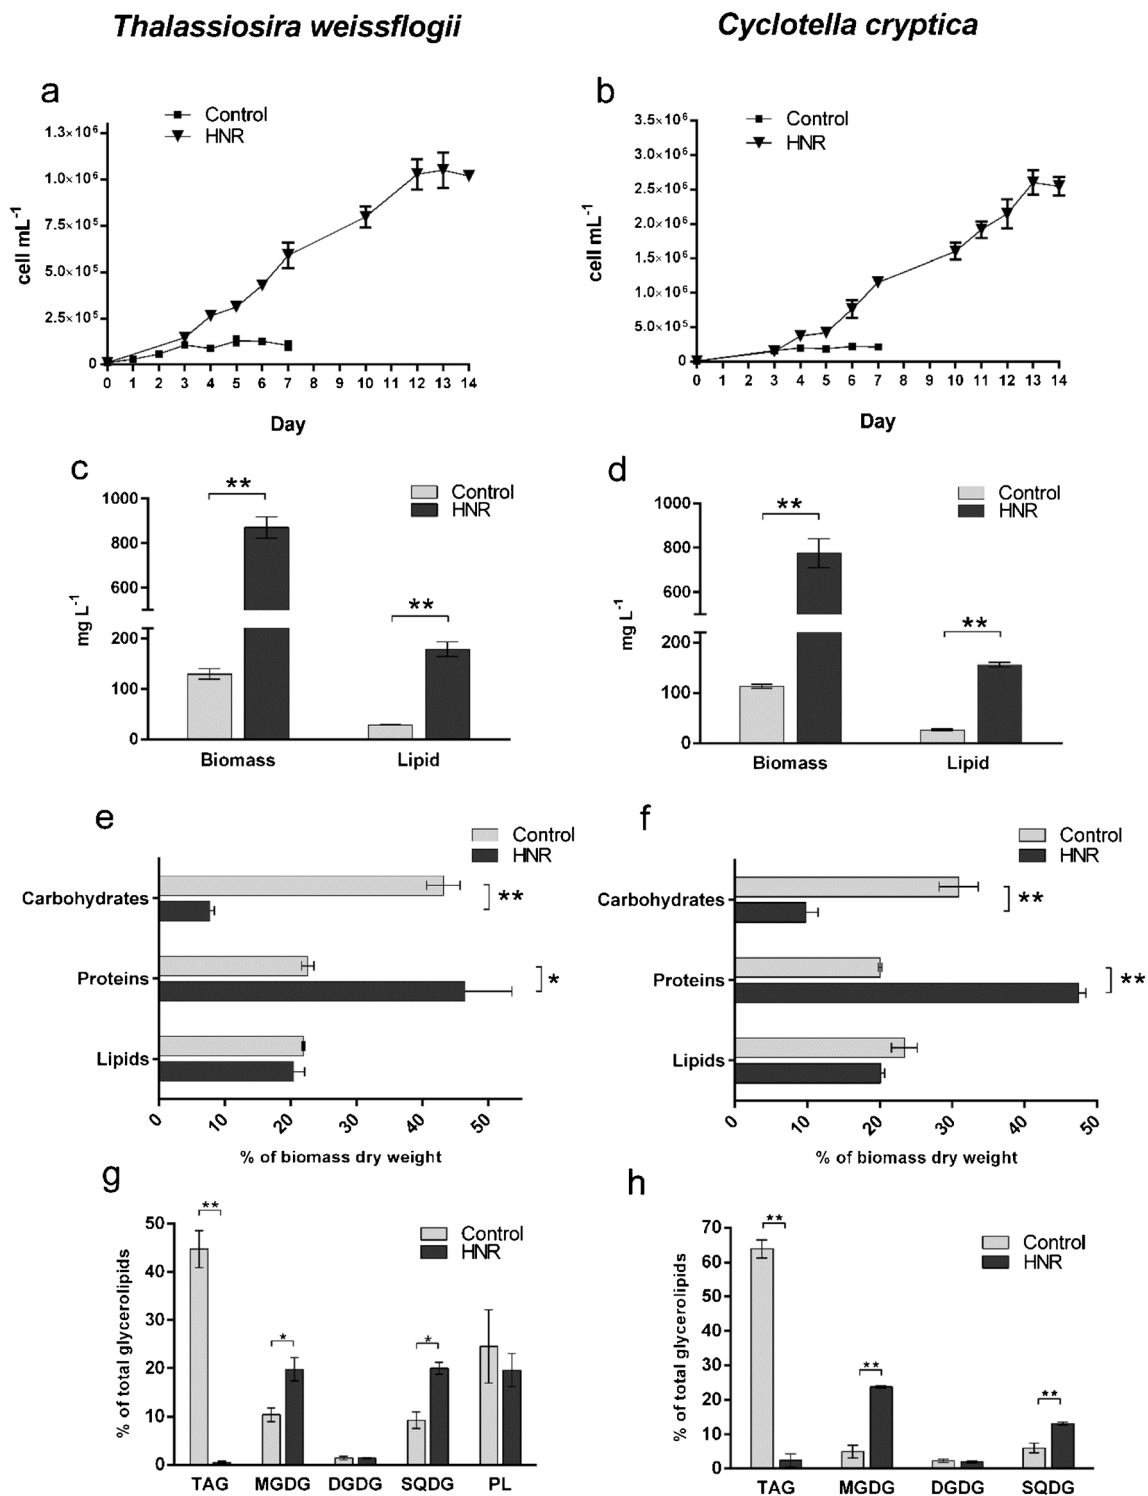 Thalassiosira weissflogii
Cyclotella cryptica
a
Control
HNR
1.3×10⁶
1.0×10⁶
7.5×10⁵
5.0×10⁵
2.5×10⁵
0
cell mL⁻¹
0 1 2 3 4 5 6 7 8 9 10 11 12 13 14
Day
b
Control
HNR
3.5×10⁶
3.0×10⁶
2.5×10⁶
2.0×10⁶
1.5×10⁶
1.0×10⁶
5.0×10⁵
0
cell mL⁻¹
0 1 2 3 4 5 6 7 8 9 10 11 12 13 14
Day
c
Control
HNR
**
**
1000
800
600
200
100
0
mg L⁻¹
Biomass Lipid
d
Control
HNR
**
**
1000
800
600
200
100
0
mg L⁻¹
Biomass Lipid
e
Control
HNR
Carbohydrates
**
Proteins
*
Lipids
0 10 20 30 40 50
% of biomass dry weight
f
Control
HNR
Carbohydrates
**
Proteins
**
Lipids
0 10 20 30 40 50
% of biomass dry weight
g
Control
HNR
**
*
*
50
40
30
20
10
0
% of total glycerolipids
TAG MGDG DGDG SQDG PL
h
Control
HNR
**
**
**
70
60
50
40
30
20
10
0
% of total glycerolipids
TAG MGDG DGDG SQDG